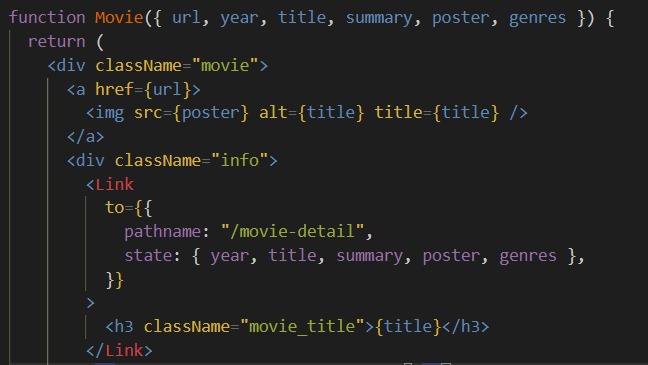 function Movie({ url, year, title, summary, poster, genres }) {
  return (
    <div className="movie">
      <a href={url}>
        <img src={poster} alt={title} title={title} />
      </a>
      <div className="info">
        <Link
          to={{
            pathname: "/movie-detail",
            state: { year, title, summary, poster, genres },
          }}
        >
          <h3 className="movie_title">{title}</h3>
        </Link>